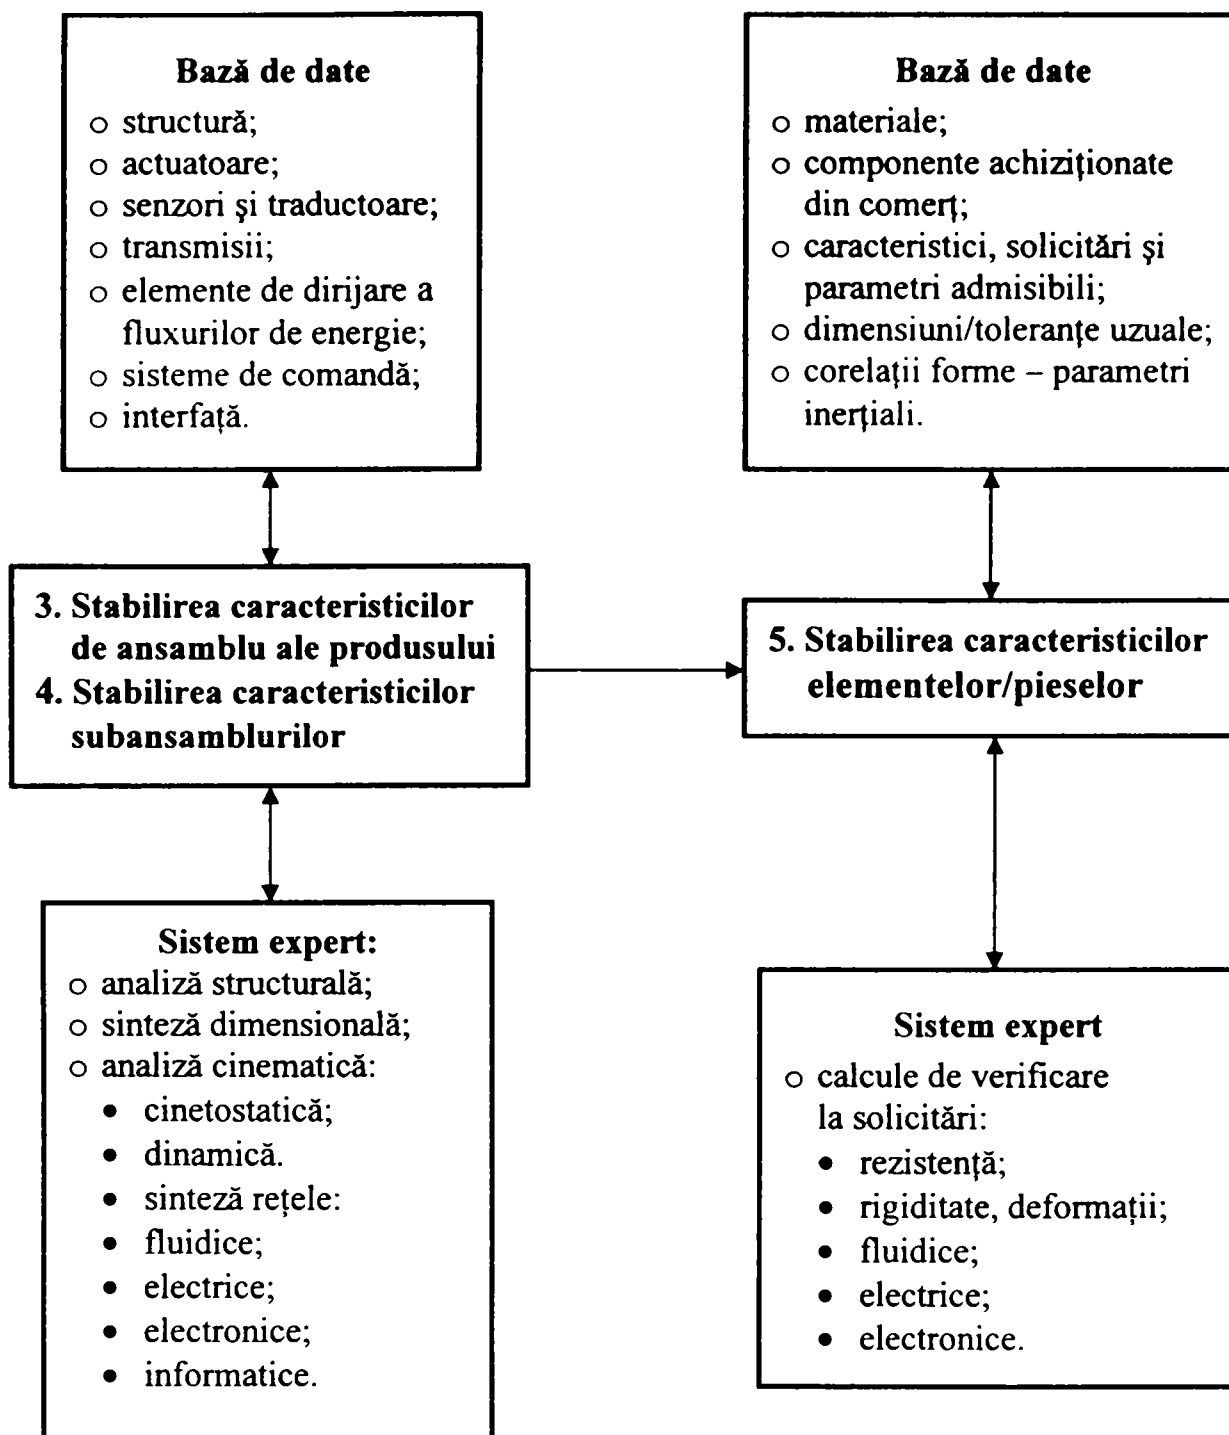 Bază de date
o structură;
o actuatoare;
o senzori şi traductoare;
o transmisii;
o elemente de dirijare a
fluxurilor de energie;
o sisteme de comandă;
o interfaţă.
Bază de date
o materiale;
o componente achiziţionate
din comerţ;
o caracteristici, solicitări şi
parametri admisibili;
o dimensiuni/toleranţe uzuale;
o corelaţii forme – parametri
inerţiali.
3. Stabilirea caracteristicilor
de ansamblu ale produsului
4. Stabilirea caracteristicilor
subansamblurilor
5. Stabilirea caracteristicilor
elementelor/pieselor
Sistem expert:
o analiză structurală;
o sinteză dimensională;
o analiză cinematică:
• cinetostatică;
• dinamică.
• sinteză reţele:
• fluidice;
• electrice;
• electronice;
• informatice.
Sistem expert
o calcule de verificare
la solicitări:
• rezistenţă;
• rigiditate, deformaţii;
• fluidice;
• electrice;
• electronice.